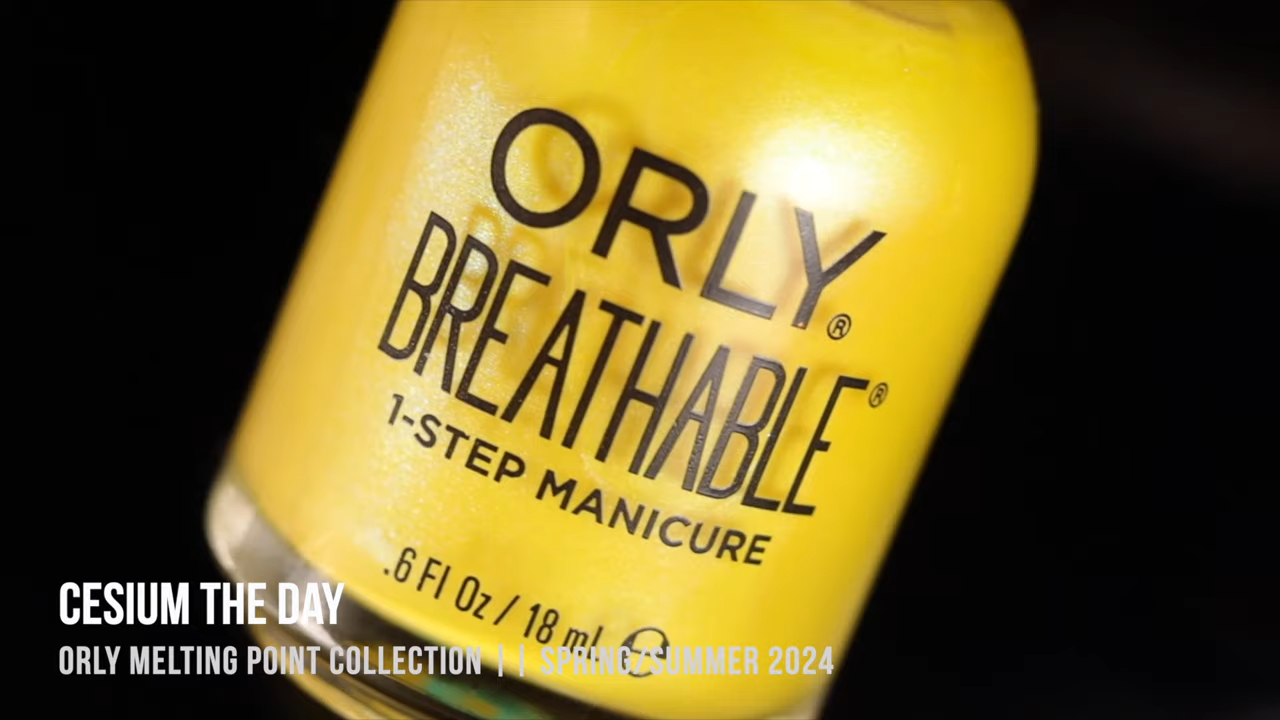 ORLY®
BREATHABLE®
1-STEP MANICURE
.6 Fl Oz / 18 ml ℮
CESIUM THE DAY
ORLY MELTING POINT COLLECTION || SPRING/SUMMER 2024